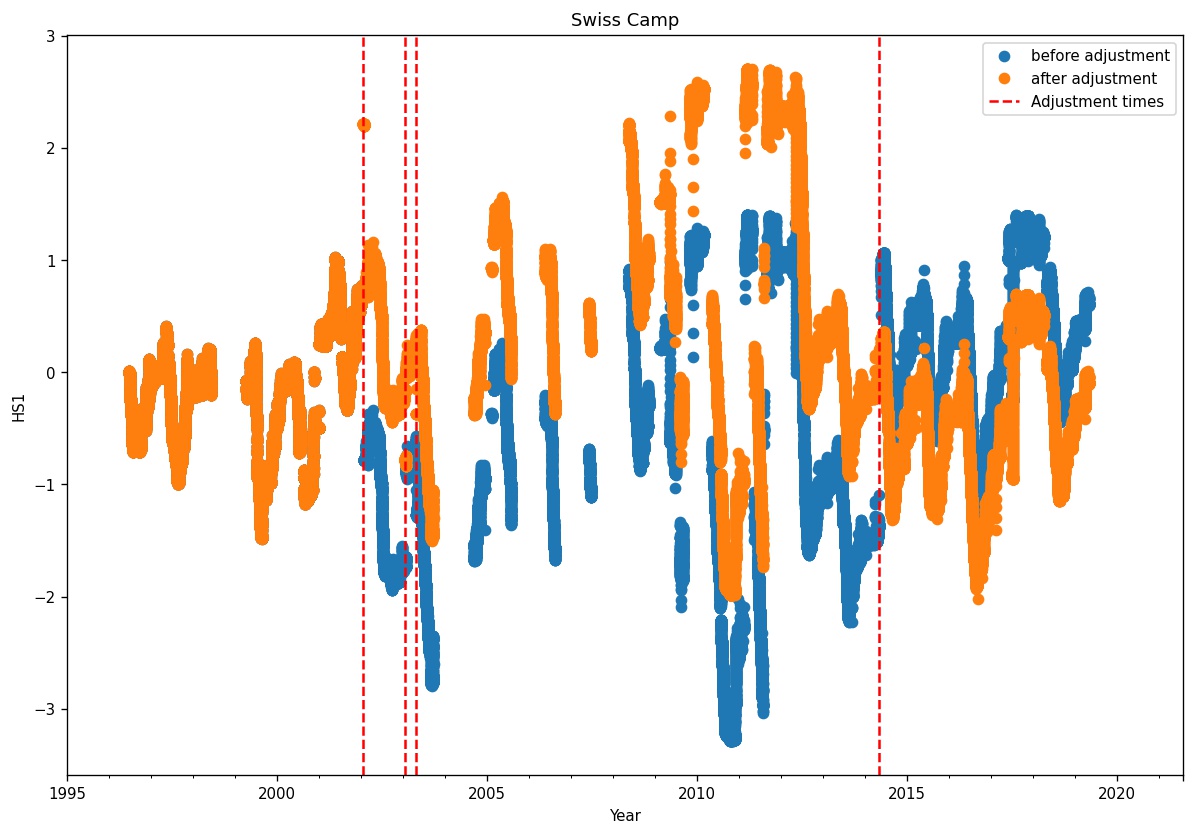 Swiss Camp
before adjustment
after adjustment
Adjustment times
3
2
1
0
−1
−2
−3
HS1
1995
2000
2005
2010
2015
2020
Year